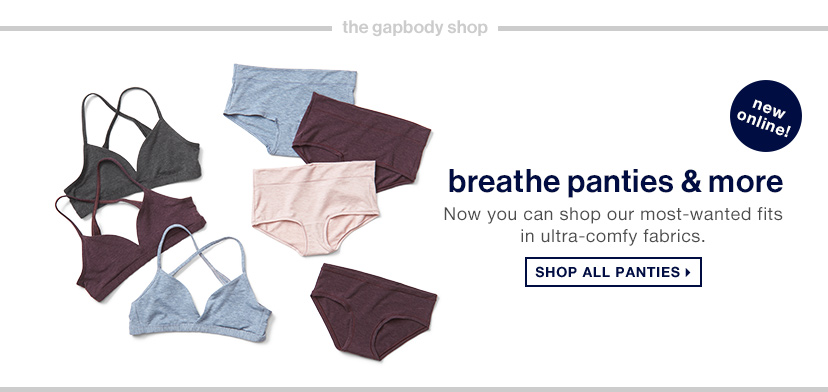 the gapbody shop
new
online!
breathe panties & more
Now you can shop our most-wanted fits
in ultra-comfy fabrics.
SHOP ALL PANTIES